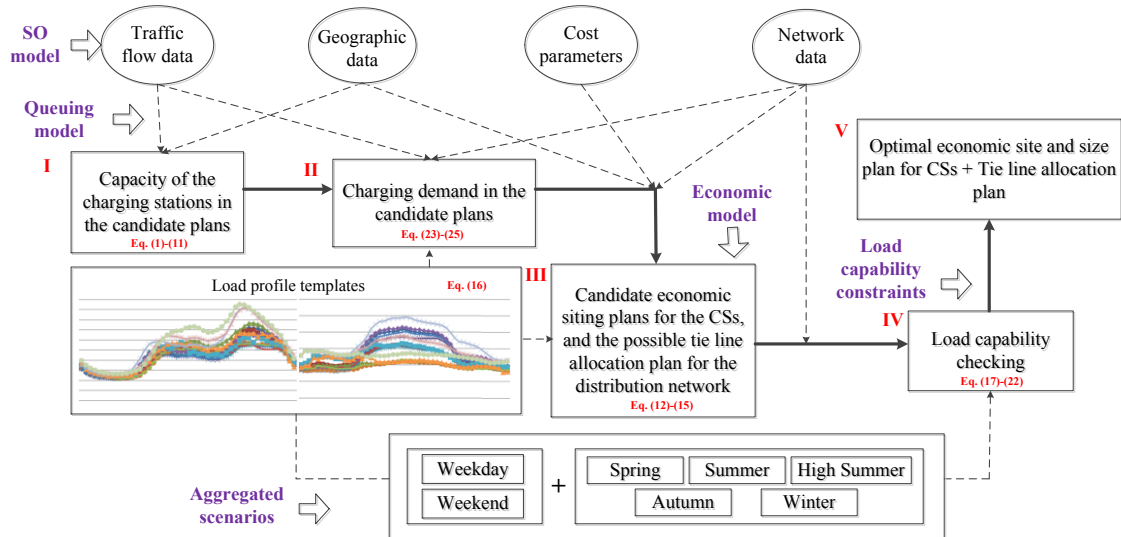 SO
model
Traffic
flow data
Geographic
data
Cost
parameters
Network
data
Queuing
model
I
Capacity of the
charging stations in
the candidate plans
Eq. (1)-(11)
II
Charging demand in the
candidate plans
Eq. (23)-(25)
Economic
model
V
Optimal economic site and size
plan for CSs + Tie line allocation
plan
Load profile templates
Eq. (16)
III
Candidate economic
siting plans for the CSs,
and the possible tie line
allocation plan for the
distribution network
Eq. (12)-(15)
Load
capability
constraints
IV
Load capability
checking
Eq. (17)-(22)
Aggregated
scenarios
Weekday
Weekend
+
Spring
Summer
High Summer
Autumn
Winter